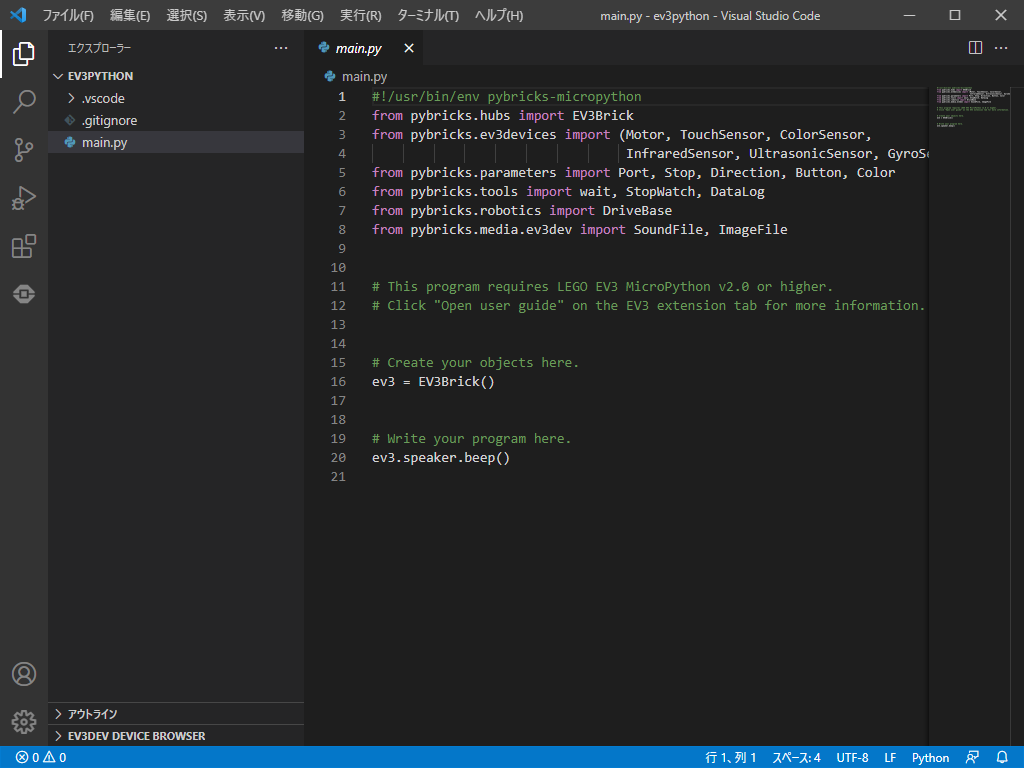 ファイル(F) 編集(E) 選択(S) 表示(V) 移動(G) 実行(R) ターミナル(T) ヘルプ(H) main.py - ev3python - Visual Studio Code
エクスプローラー
EV3PYTHON
.vscode
.gitignore
main.py
アウトライン
EV3DEV DEVICE BROWSER
main.py
main.py
1 #!/usr/bin/env pybricks-micropython
2 from pybricks.hubs import EV3Brick
3 from pybricks.ev3devices import (Motor, TouchSensor, ColorSensor,
4 InfraredSensor, UltrasonicSensor, GyroSe
5 from pybricks.parameters import Port, Stop, Direction, Button, Color
6 from pybricks.tools import wait, StopWatch, DataLog
7 from pybricks.robotics import DriveBase
8 from pybricks.media.ev3dev import SoundFile, ImageFile
9
10
11 # This program requires LEGO EV3 MicroPython v2.0 or higher.
12 # Click "Open user guide" on the EV3 extension tab for more information.
13
14
15 # Create your objects here.
16 ev3 = EV3Brick()
17
18
19 # Write your program here.
20 ev3.speaker.beep()
21
0 0 行 1、列 1 スペース: 4 UTF-8 LF Python